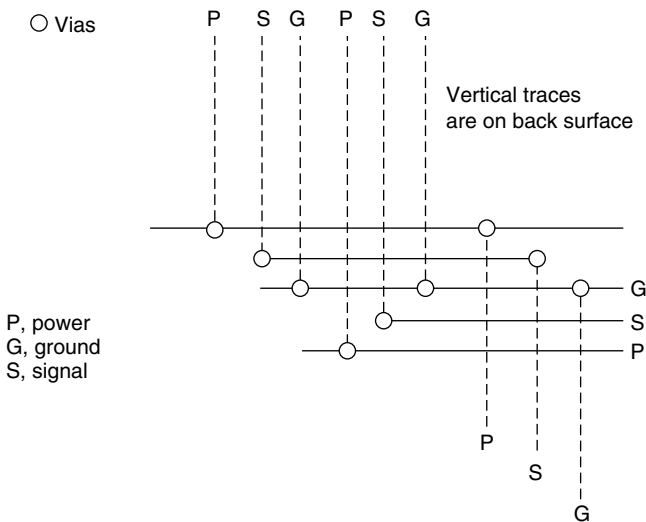 Vias
P S G P S G
Vertical traces
are on back surface
G
S
P
P, power
G, ground
S, signal
P
S
G